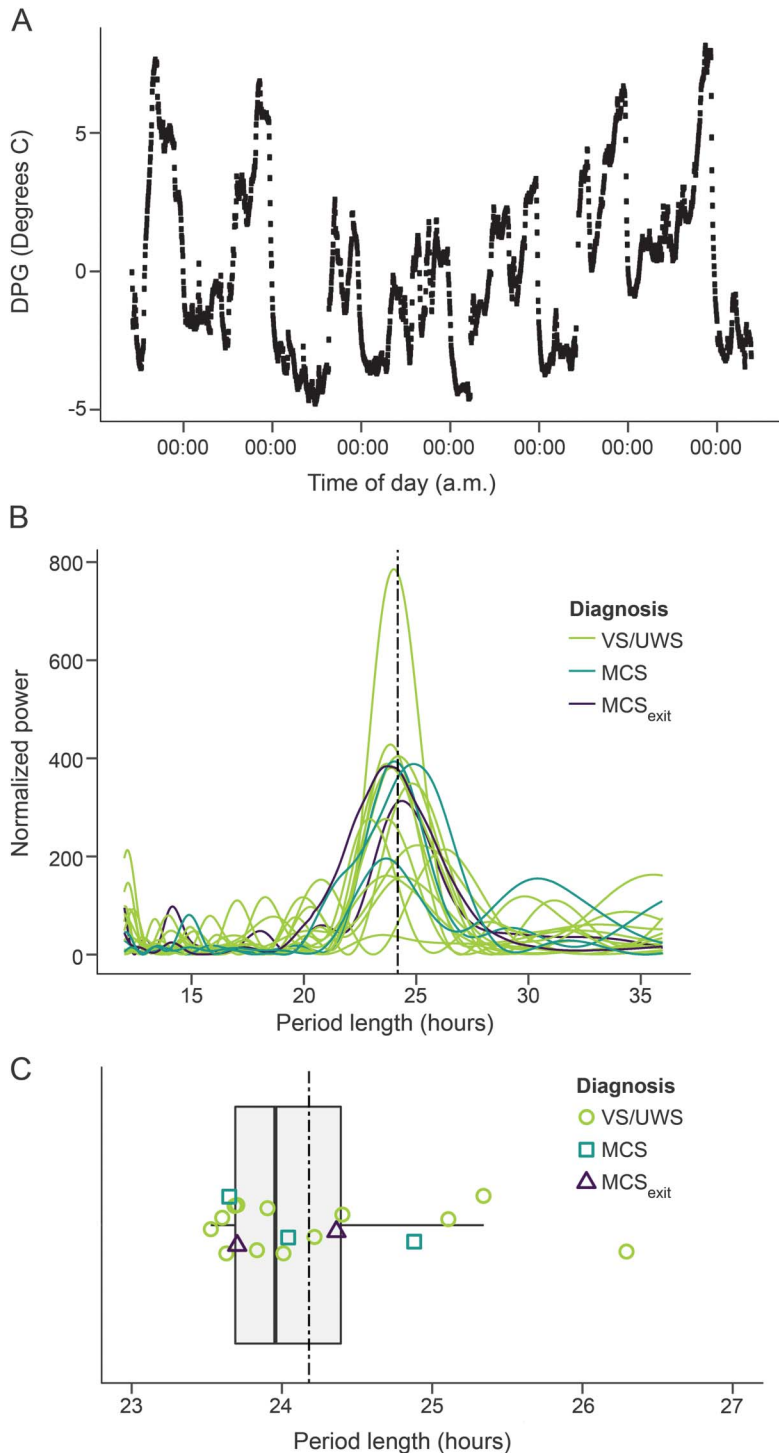 A
DPG (Degrees C)
5
0
-5
00:00 00:00 00:00 00:00 00:00 00:00 00:00
Time of day (a.m.)
B
Normalized power
800
600
400
200
0
Diagnosis
VS/UWS
MCS
MCSexit
15 20 25 30 35
Period length (hours)
C
Diagnosis
VS/UWS
MCS
MCSexit
23 24 25 26 27
Period length (hours)